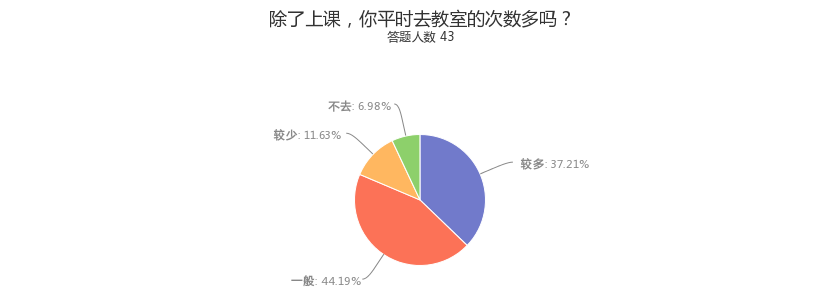 除了上课，你平时去教室的次数多吗？
答题人数 43
不去: 6.98%
较少: 11.63%
较多: 37.21%
一般: 44.19%